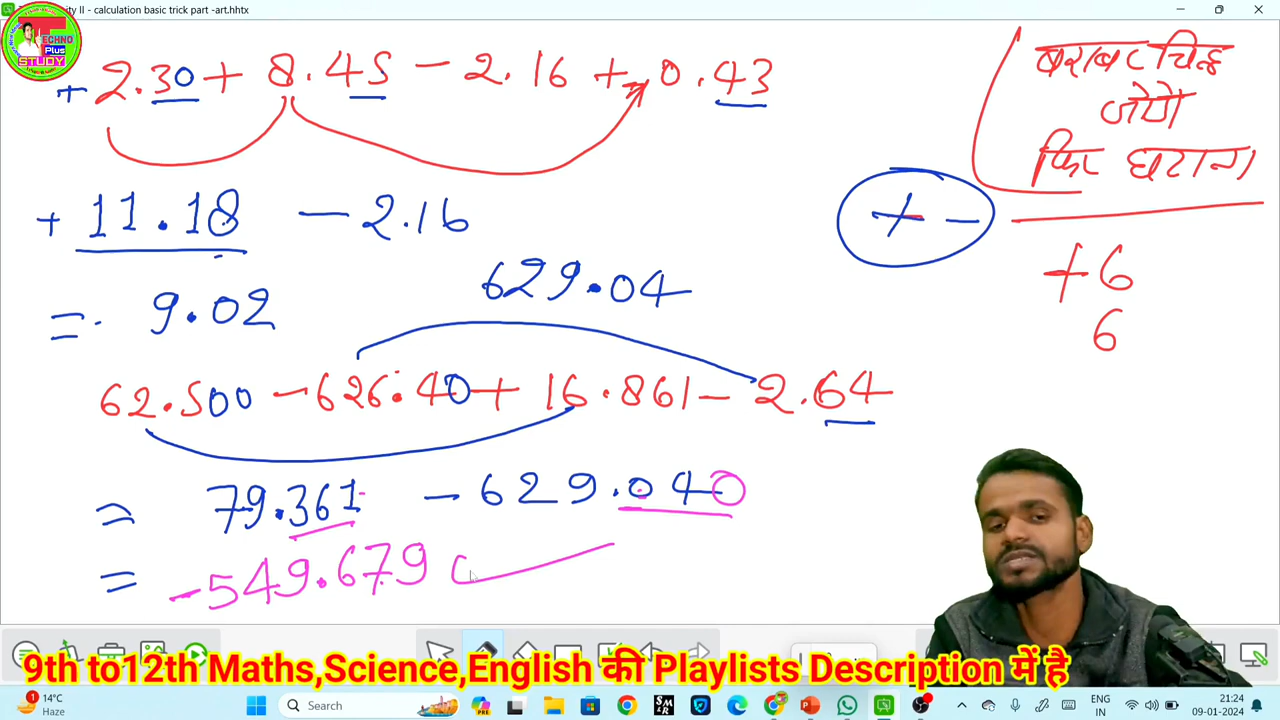 ity II - calculation basic trick part -art.hhtx
TECHNO
Plus
STUDY
+ 2.30 + 8.45 - 2.16 + 0.43
बराबर चिह्न
जोड़ो
फिर घटाना
+ 11.18 - 2.16
+ -
+6
6
= 9.02
629.04
62.500 - 626.40 + 16.861 - 2.64
= 79.361 - 629.040
= -549.679
9th to12th Maths,Science,English की Playlists Description में है
1
14°C
Haze
Search
PRE
ENG
IN
21:24
09-01-2024